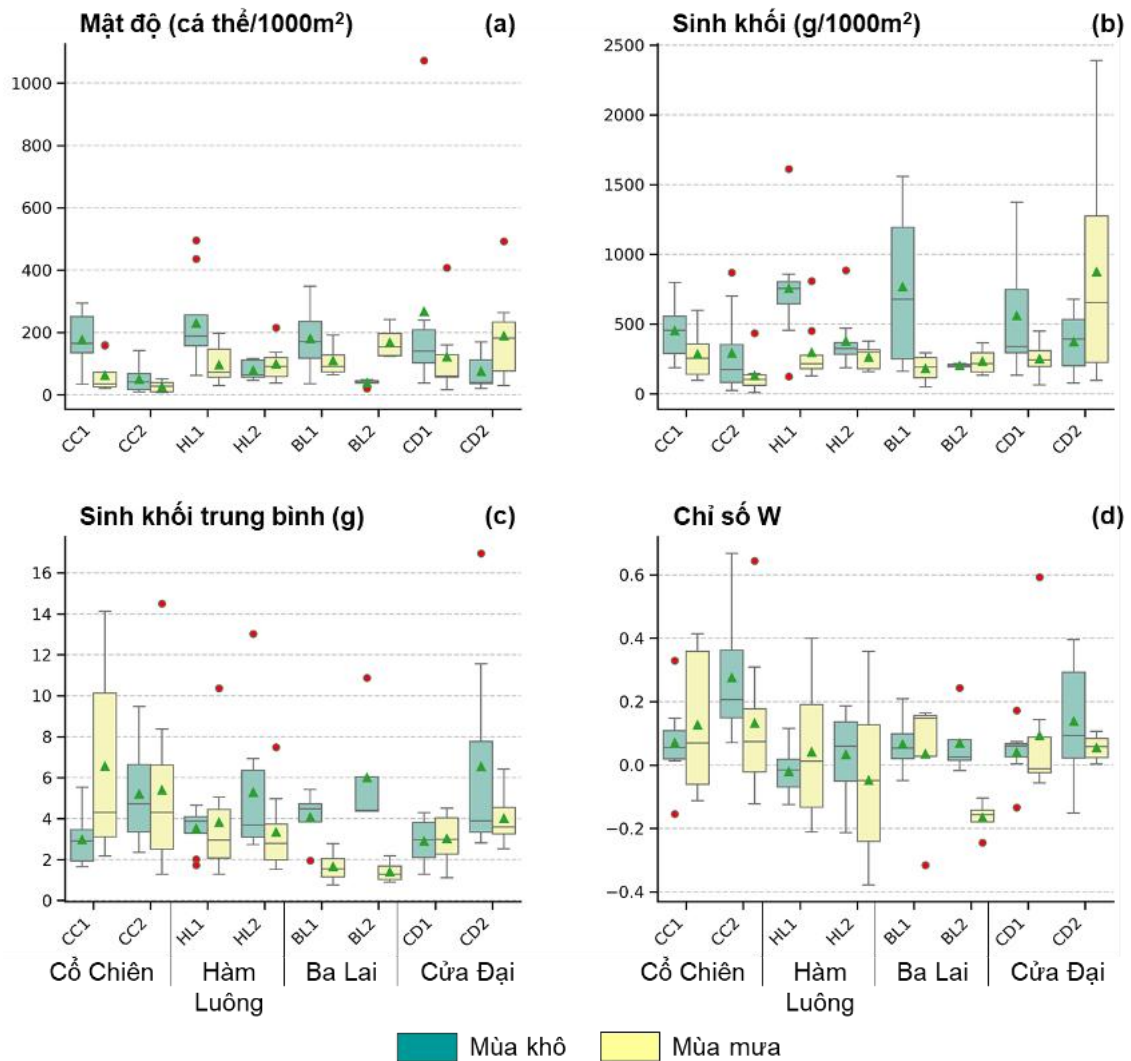 Mật độ (cá thể/1000m²) (a)
1000
800
600
400
200
0
CC1 CC2 HL1 HL2 BL1 BL2 CD1 CD2
Sinh khối (g/1000m²) (b)
2500
2000
1500
1000
500
0
CC1 CC2 HL1 HL2 BL1 BL2 CD1 CD2
Sinh khối trung bình (g) (c)
16
14
12
10
8
6
4
2
0
CC1 CC2 HL1 HL2 BL1 BL2 CD1 CD2
Cổ Chiên Hàm Ba Lai Cửa Đại
Luông
Chỉ số W (d)
0.6
0.4
0.2
0.0
−0.2
−0.4
CC1 CC2 HL1 HL2 BL1 BL2 CD1 CD2
Cổ Chiên Hàm Ba Lai Cửa Đại
Luông
Mùa khô Mùa mưa